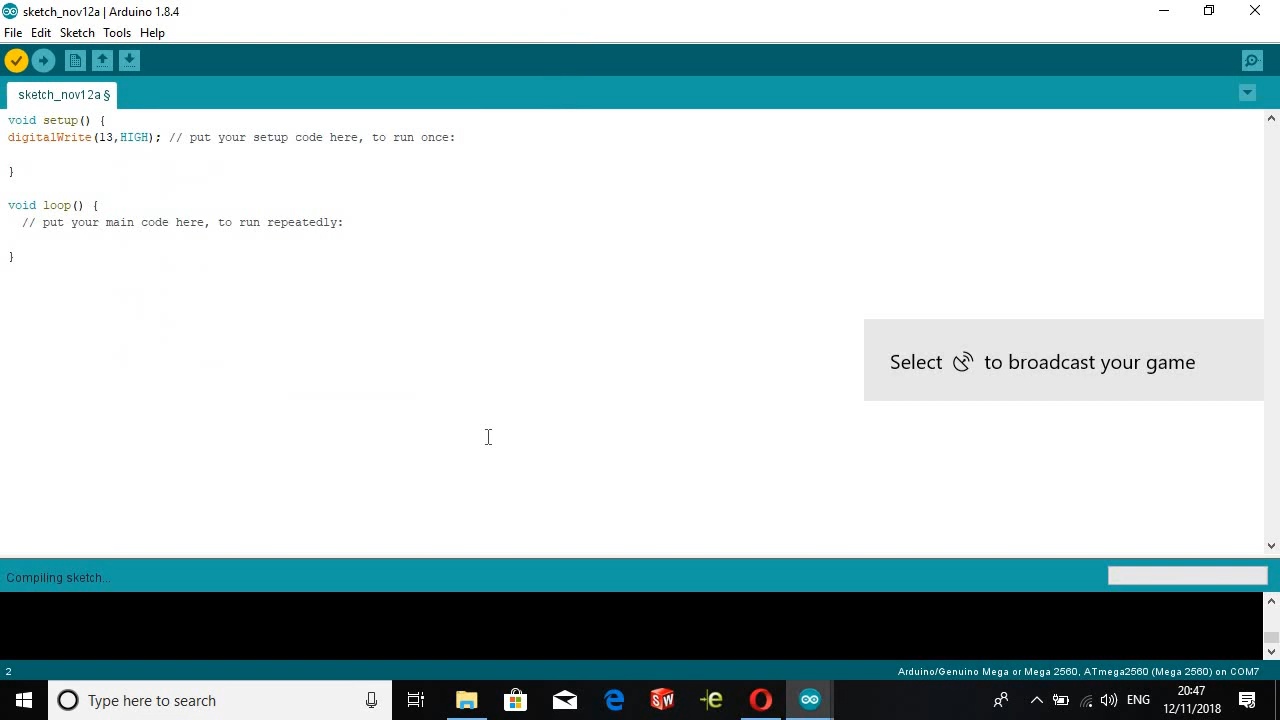 sketch_nov12a | Arduino 1.8.4
File Edit Sketch Tools Help
sketch_nov12a §
void setup() {
digitalWrite(l3,HIGH); // put your setup code here, to run once:
}
void loop() {
// put your main code here, to run repeatedly:
}
Select to broadcast your game
Compiling sketch...
2
Arduino/Genuino Mega or Mega 2560, ATmega2560 (Mega 2560) on COM7
Type here to search
SW
e
ENG
20:47
12/11/2018